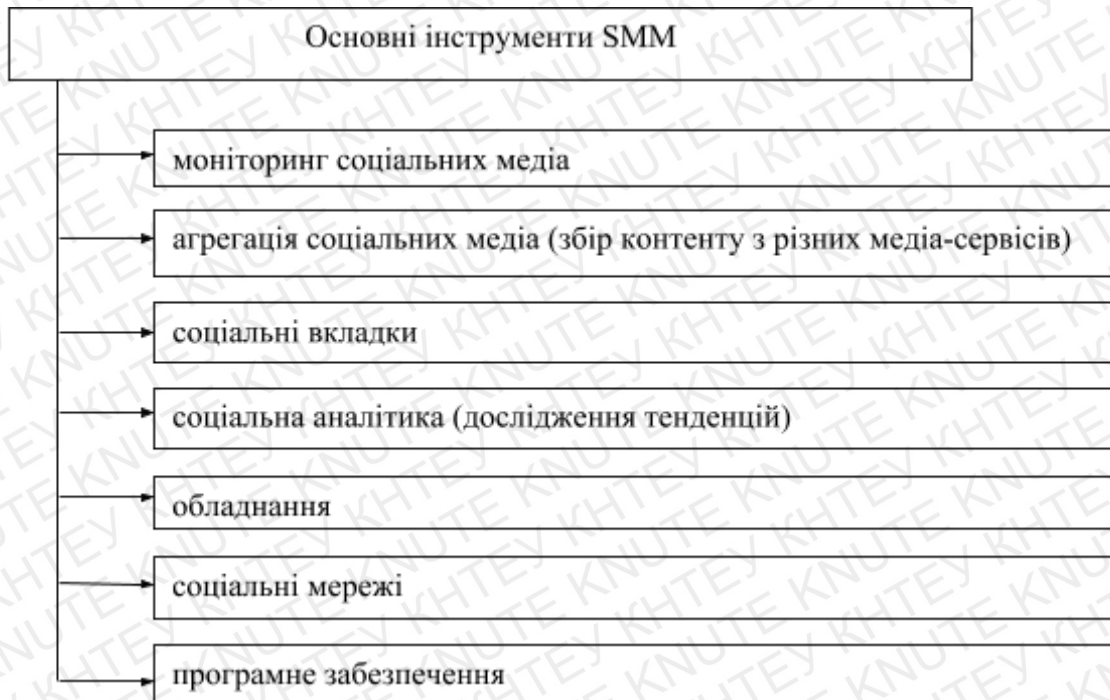 Основні інструменти SMM
моніторинг соціальних медіа
агрегація соціальних медіа (збір контенту з різних медіа-сервісів)
соціальні вкладки
соціальна аналітика (дослідження тенденцій)
обладнання
соціальні мережі
програмне забезпечення